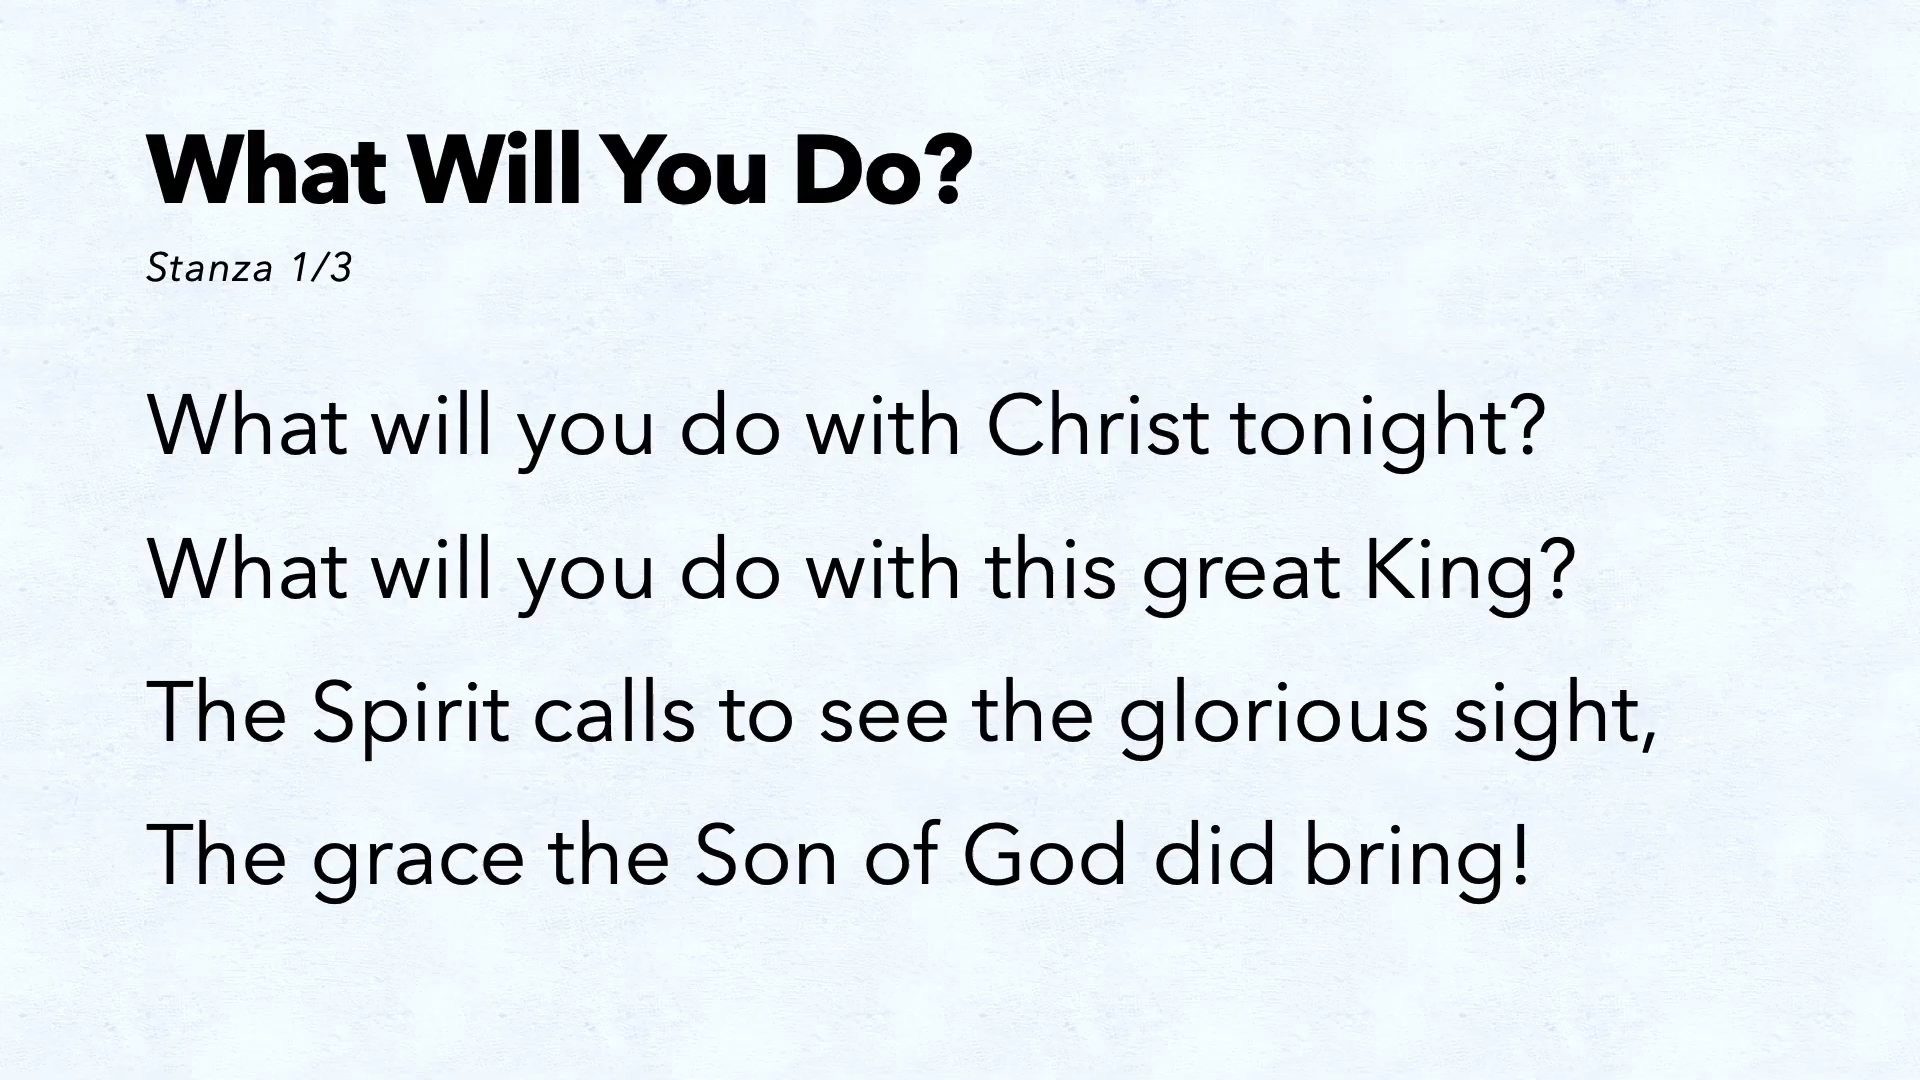 What Will You Do?
Stanza 1/3
What will you do with Christ tonight?
What will you do with this great King?
The Spirit calls to see the glorious sight,
The grace the Son of God did bring!